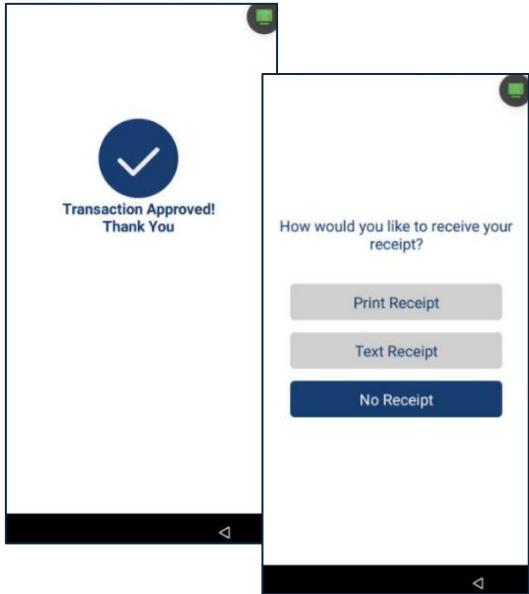 Transaction Approved!
Thank You
How would you like to receive your
receipt?
Print Receipt
Text Receipt
No Receipt